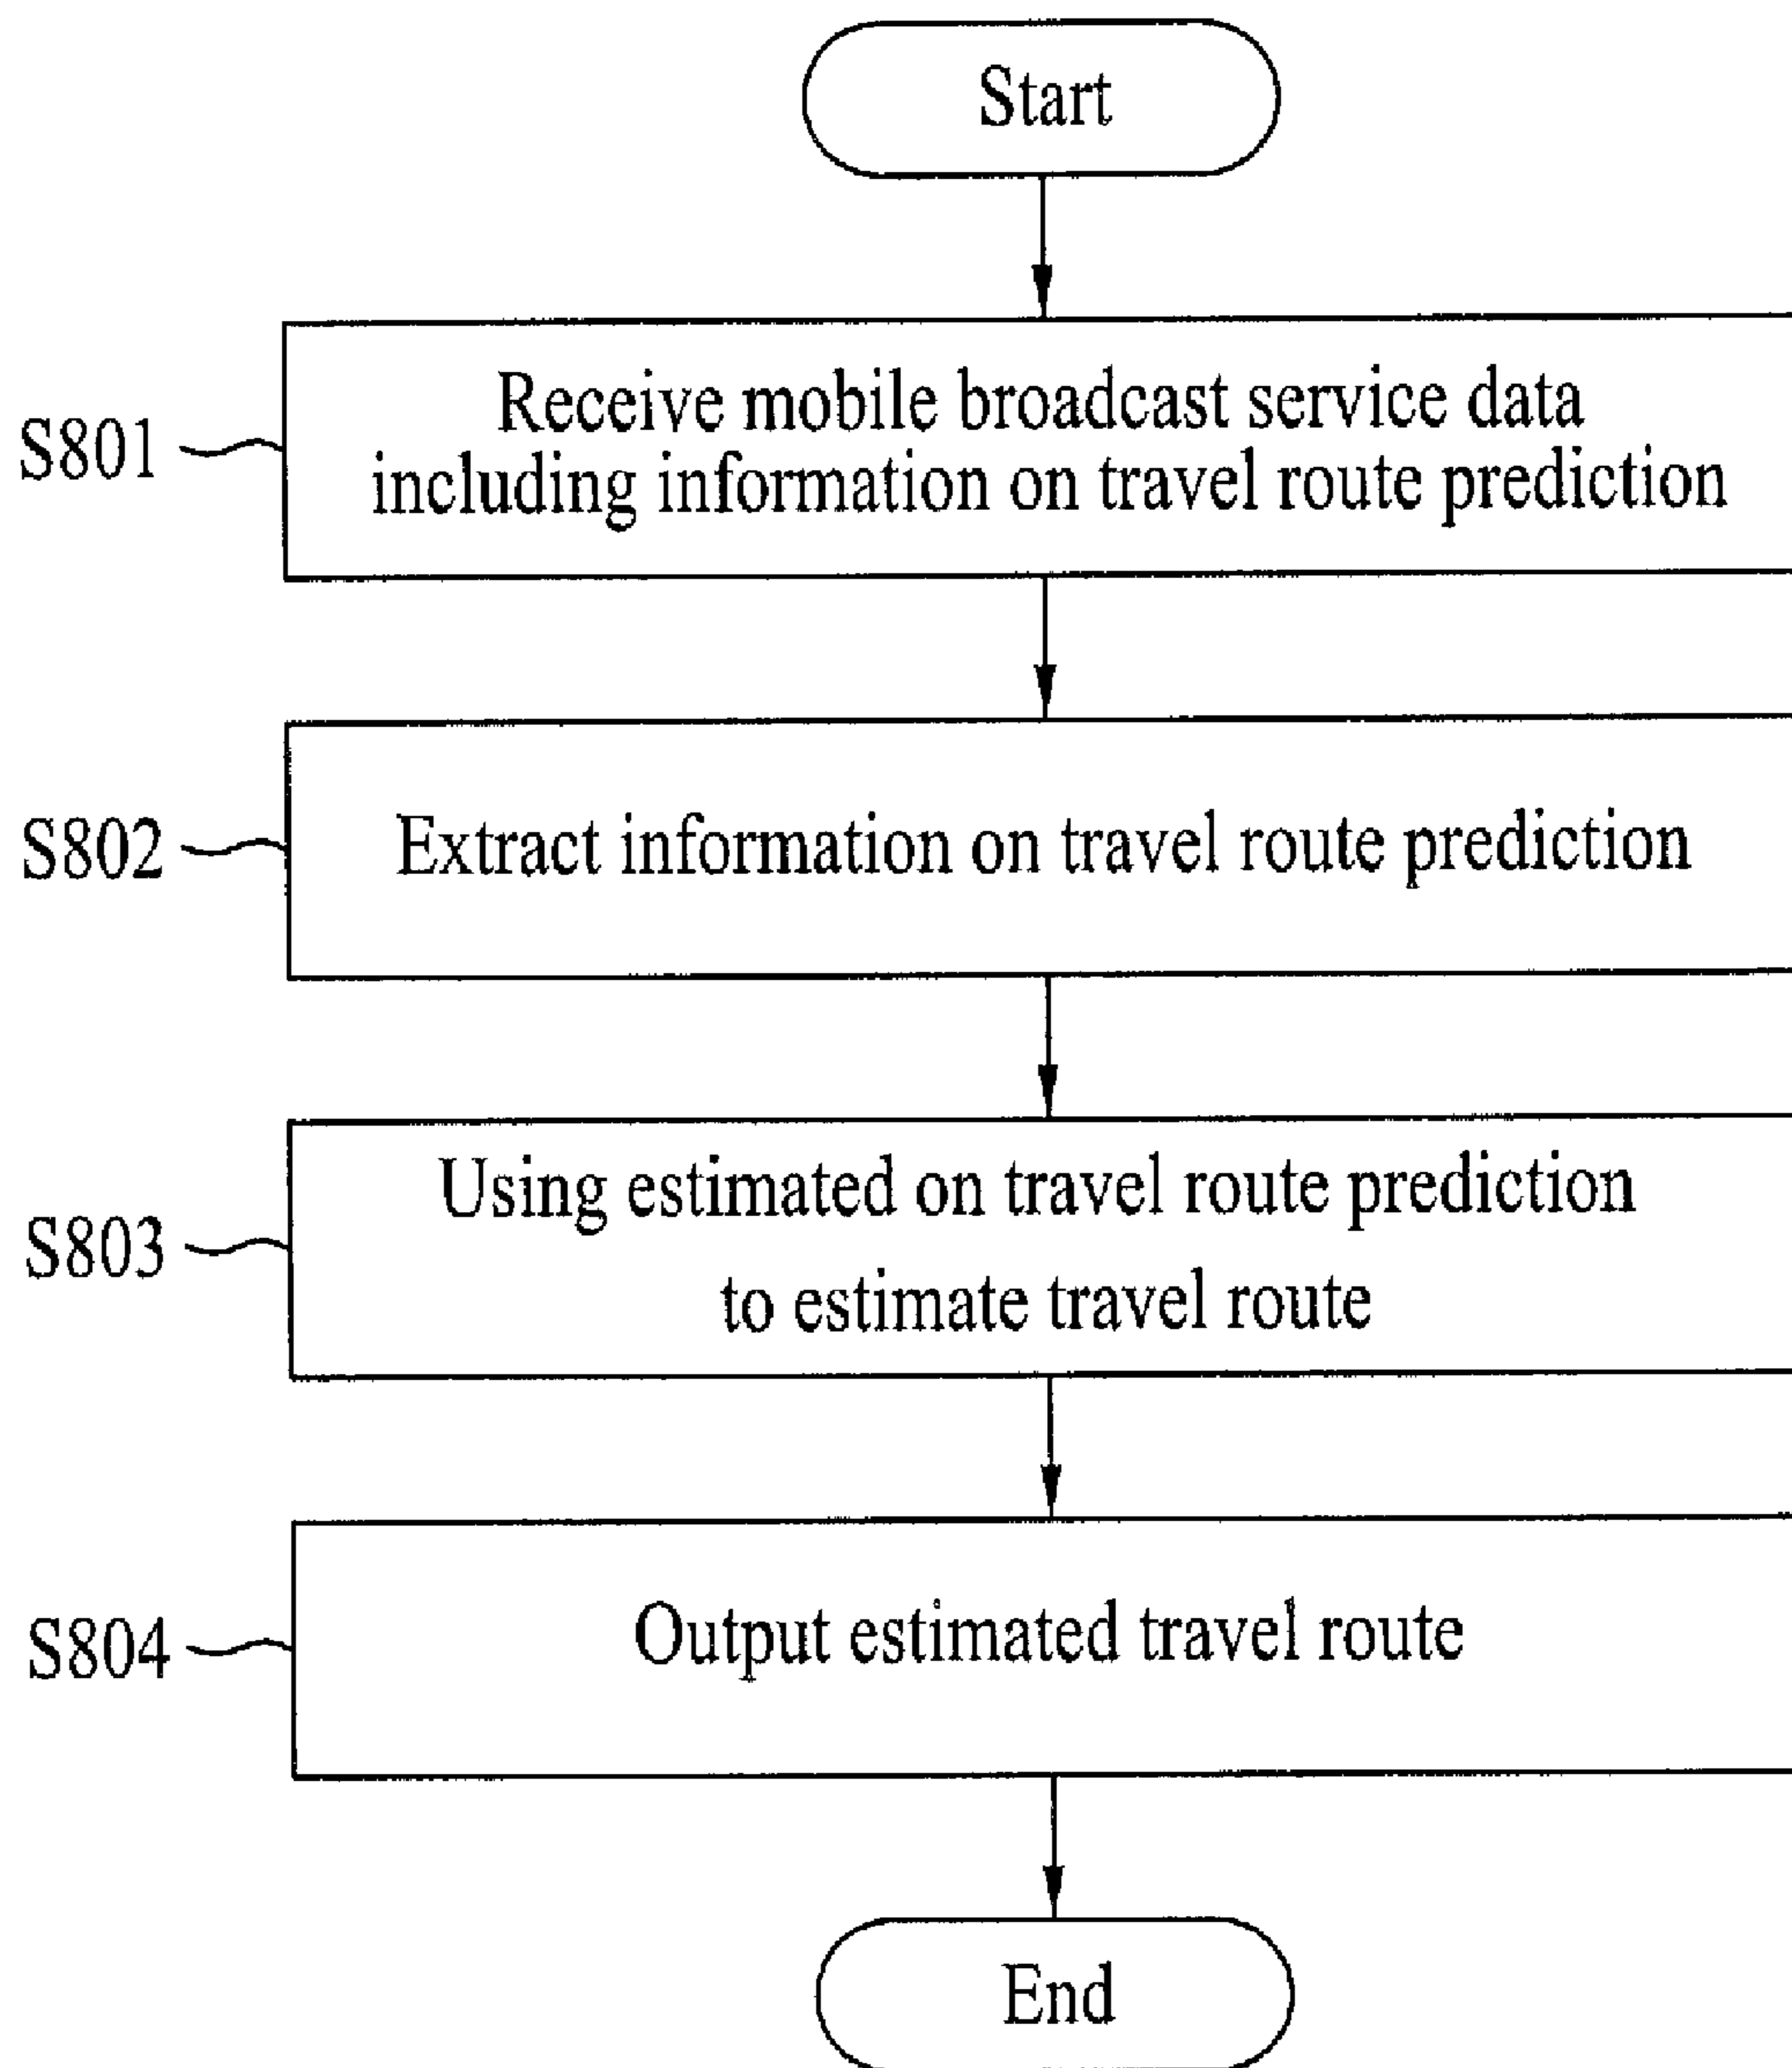 Start
S801
Receive mobile broadcast service data
including information on travel route prediction
S802
Extract information on travel route prediction
S803
Using estimated on travel route prediction
to estimate travel route
S804
Output estimated travel route
End